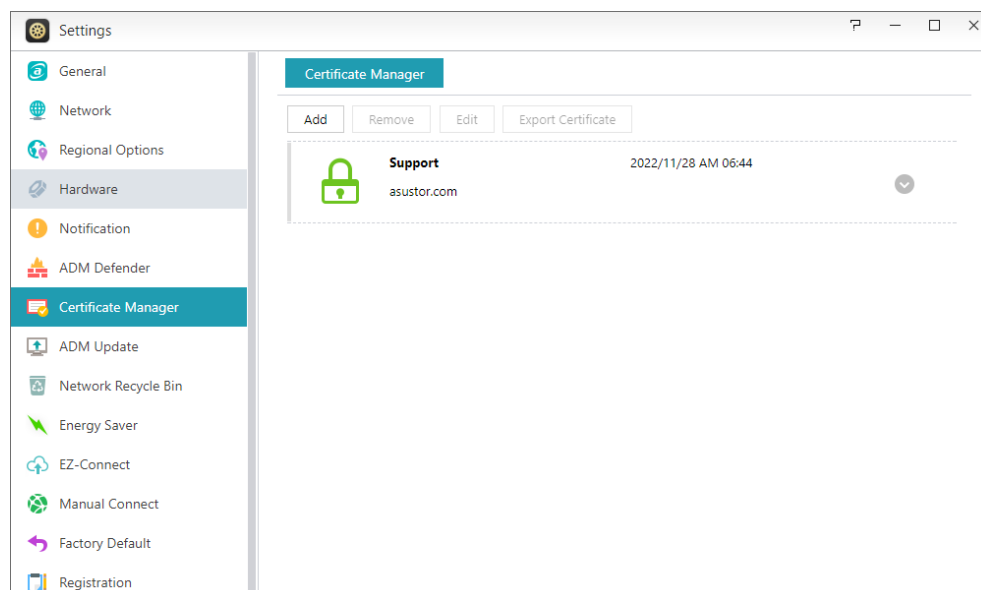 Settings
General
Network
Regional Options
Hardware
Notification
ADM Defender
Certificate Manager
ADM Update
Network Recycle Bin
Energy Saver
EZ-Connect
Manual Connect
Factory Default
Registration
Certificate Manager
Add Remove Edit Export Certificate
Support 2022/11/28 AM 06:44
asustor.com